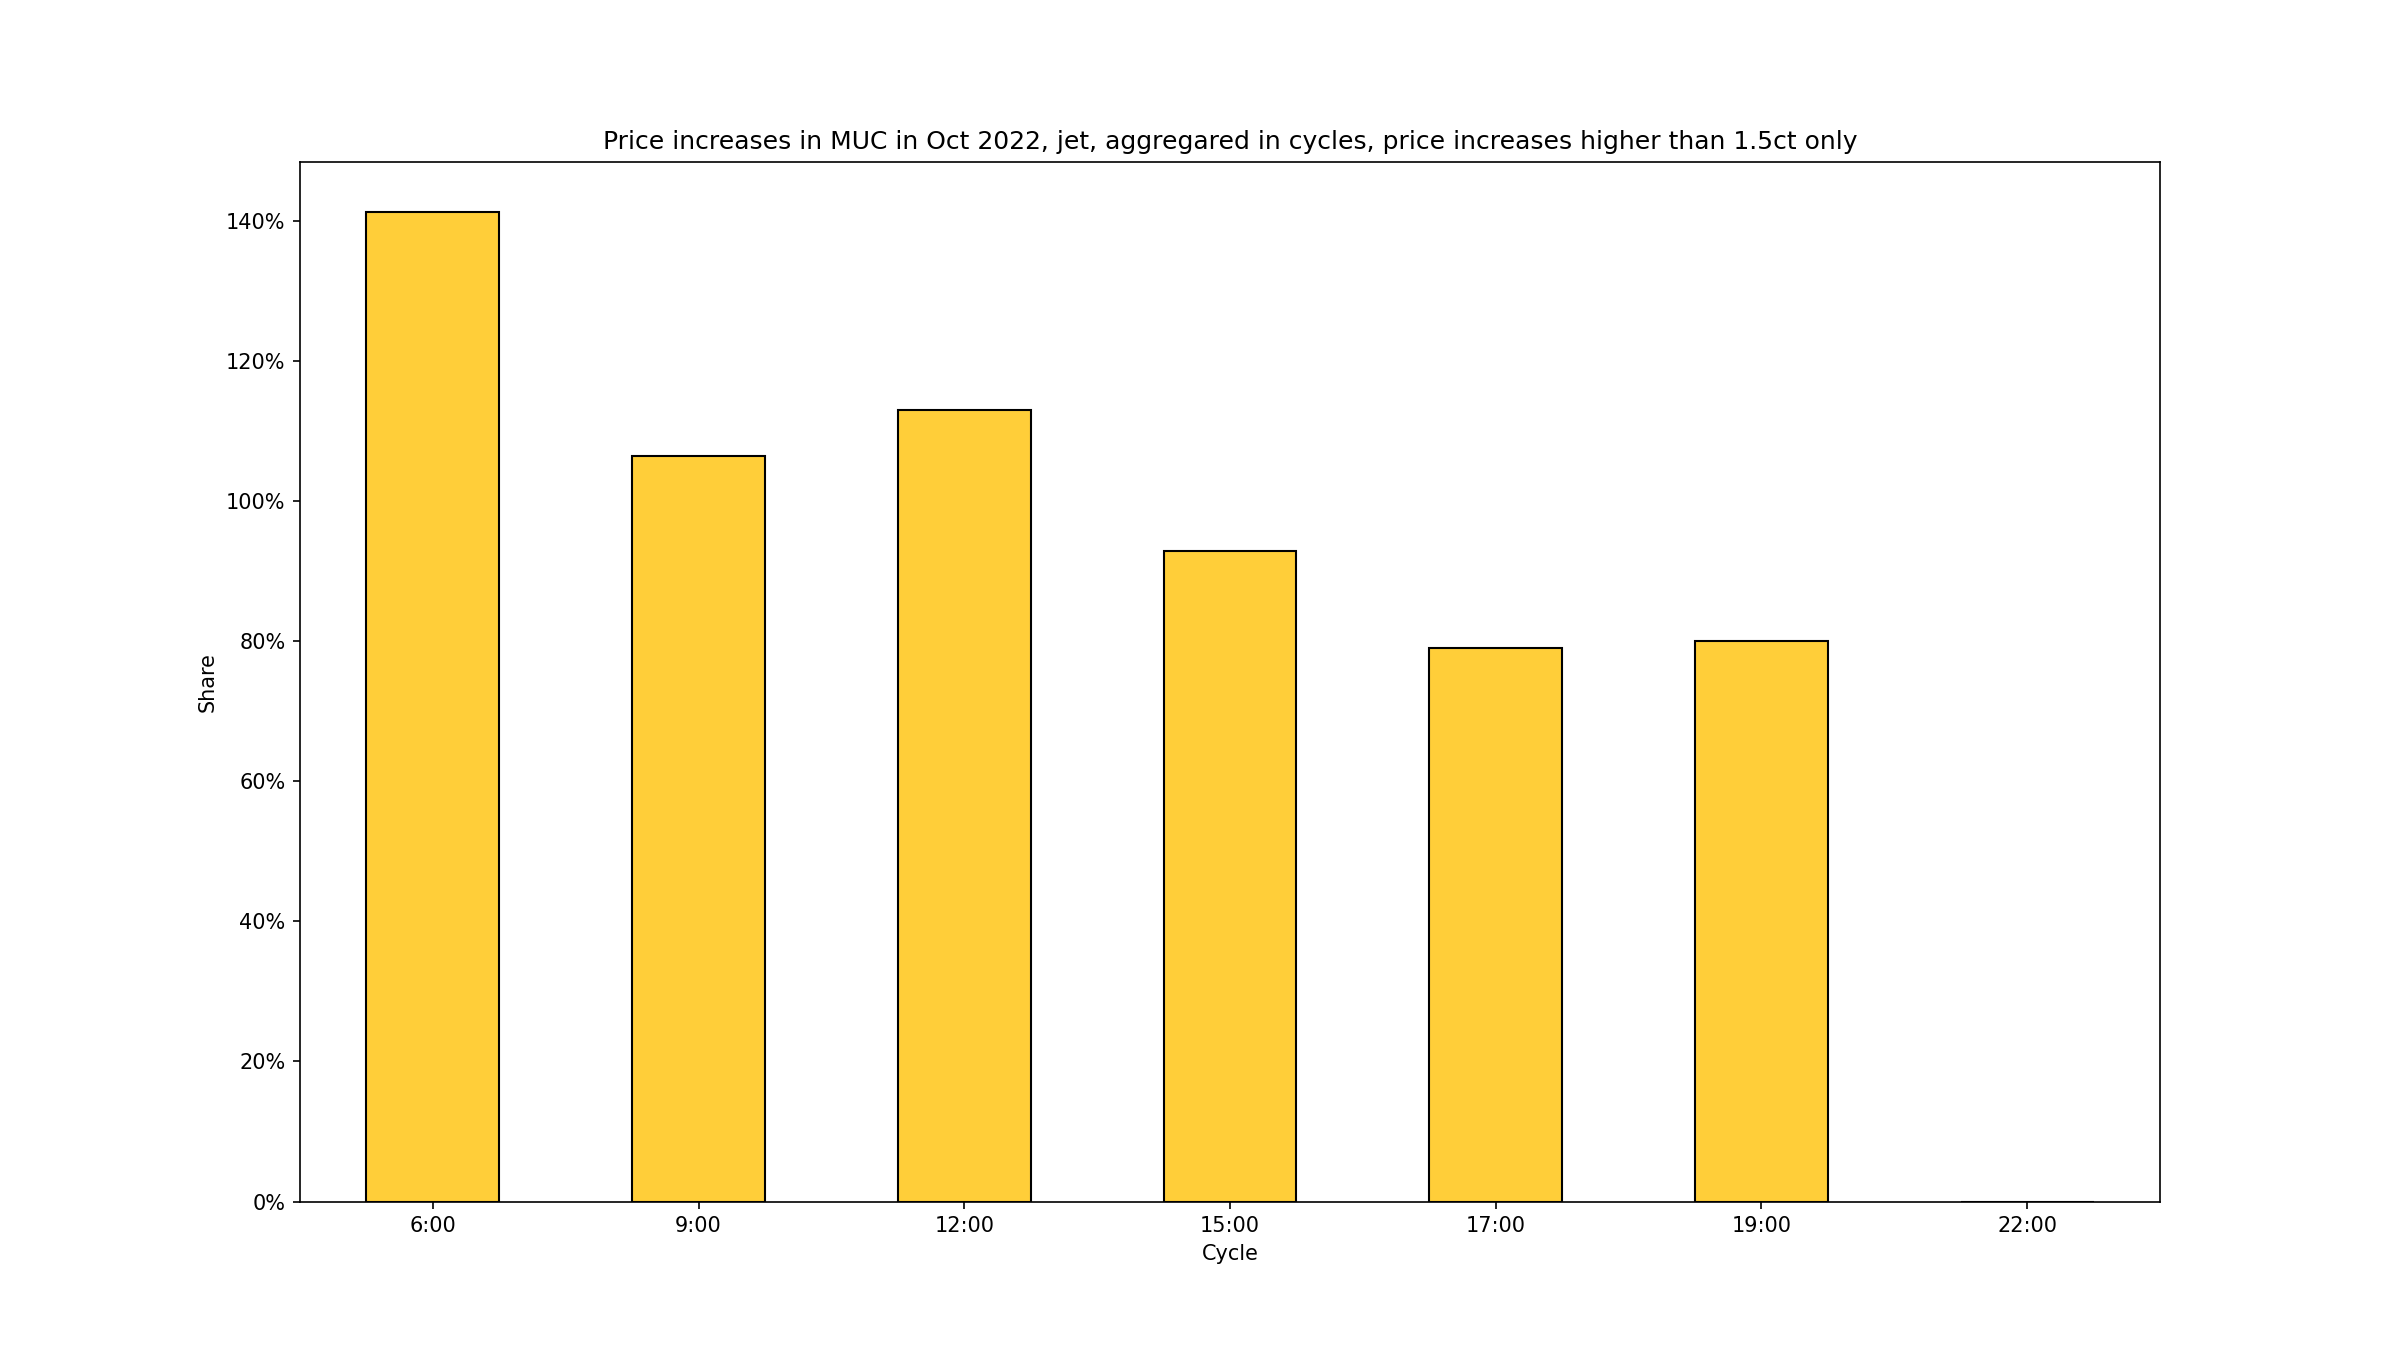 Price increases in MUC in Oct 2022, jet, aggregared in cycles, price increases higher than 1.5ct only
140%
120%
100%
80%
60%
40%
20%
0%
Share
6:00 9:00 12:00 15:00 17:00 19:00 22:00
Cycle